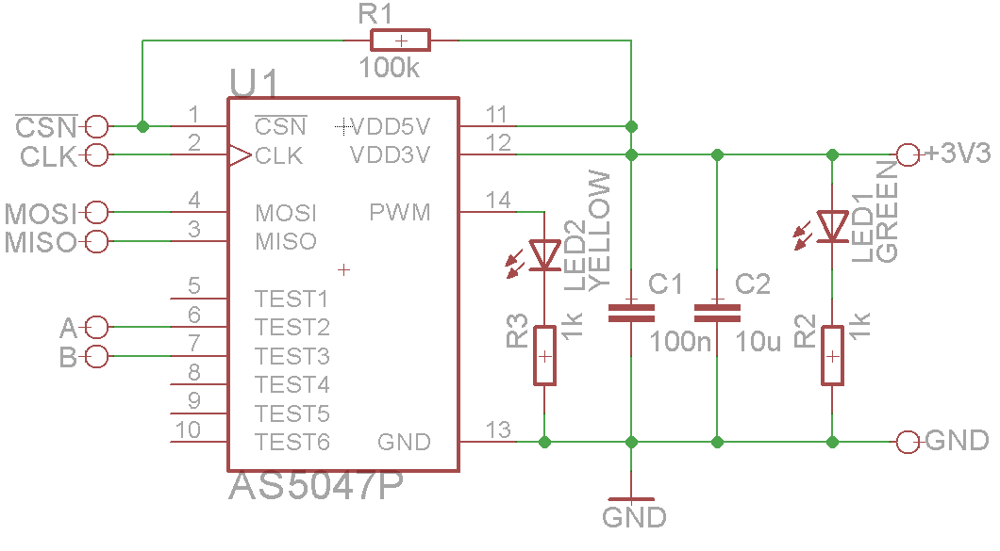 R1
100k
U1
CSN 1 CSN VDD5V 11
CLK 2 CLK VDD3V 12 +3V3
MOSI 4 MOSI PWM 14
MISO 3 MISO
LED2
YELLOW
LED1
GREEN
5 TEST1
A 6 TEST2
B 7 TEST3
8 TEST4
9 TEST5
10 TEST6 GND 13 GND
C1
100n
C2
10u
R3
1k
R2
1k
AS5047P
GND